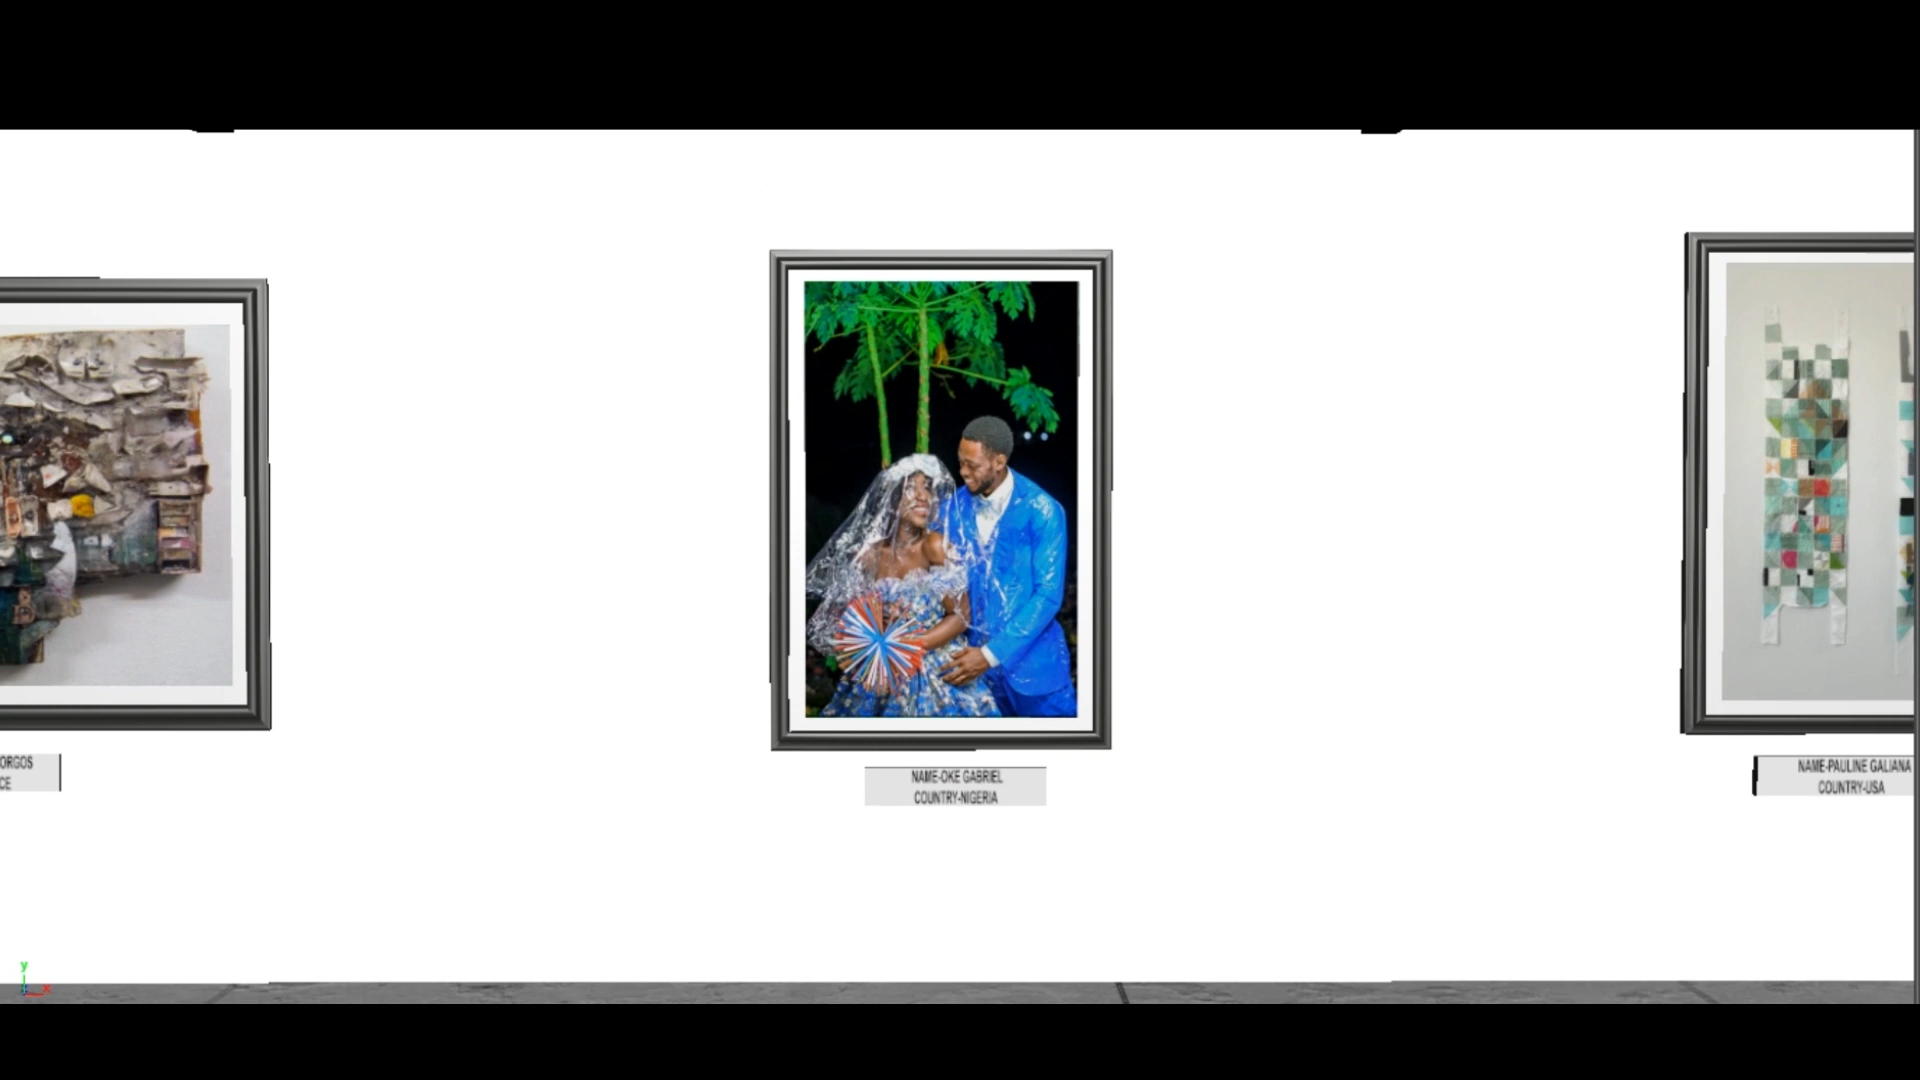 ORGOS
CE
NAME-OKE GABRIEL
COUNTRY-NIGERIA
NAME-PAULINE GALIANA
COUNTRY-USA
y
x